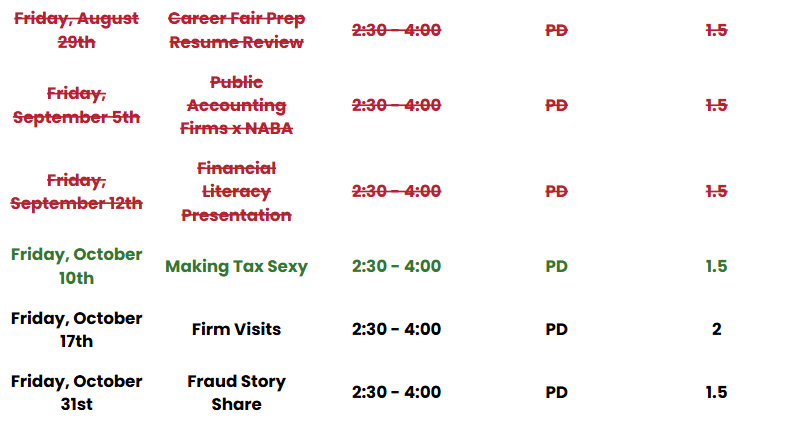 Friday, August 29th Career Fair Prep Resume Review 2:30 - 4:00 PD 1.5
Friday, September 5th Public Accounting Firms x NABA 2:30 - 4:00 PD 1.5
Friday, September 12th Financial Literacy Presentation 2:30 - 4:00 PD 1.5
Friday, October 10th Making Tax Sexy 2:30 - 4:00 PD 1.5
Friday, October 17th Firm Visits 2:30 - 4:00 PD 2
Friday, October 31st Fraud Story Share 2:30 - 4:00 PD 1.5